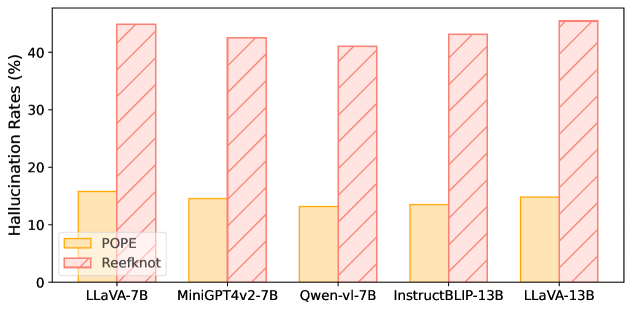 Hallucination Rates (%)
40
30
20
10
0
POPE
Reefknot
LLaVA-7B MiniGPT4v2-7B Qwen-vl-7B InstructBLIP-13B LLaVA-13B